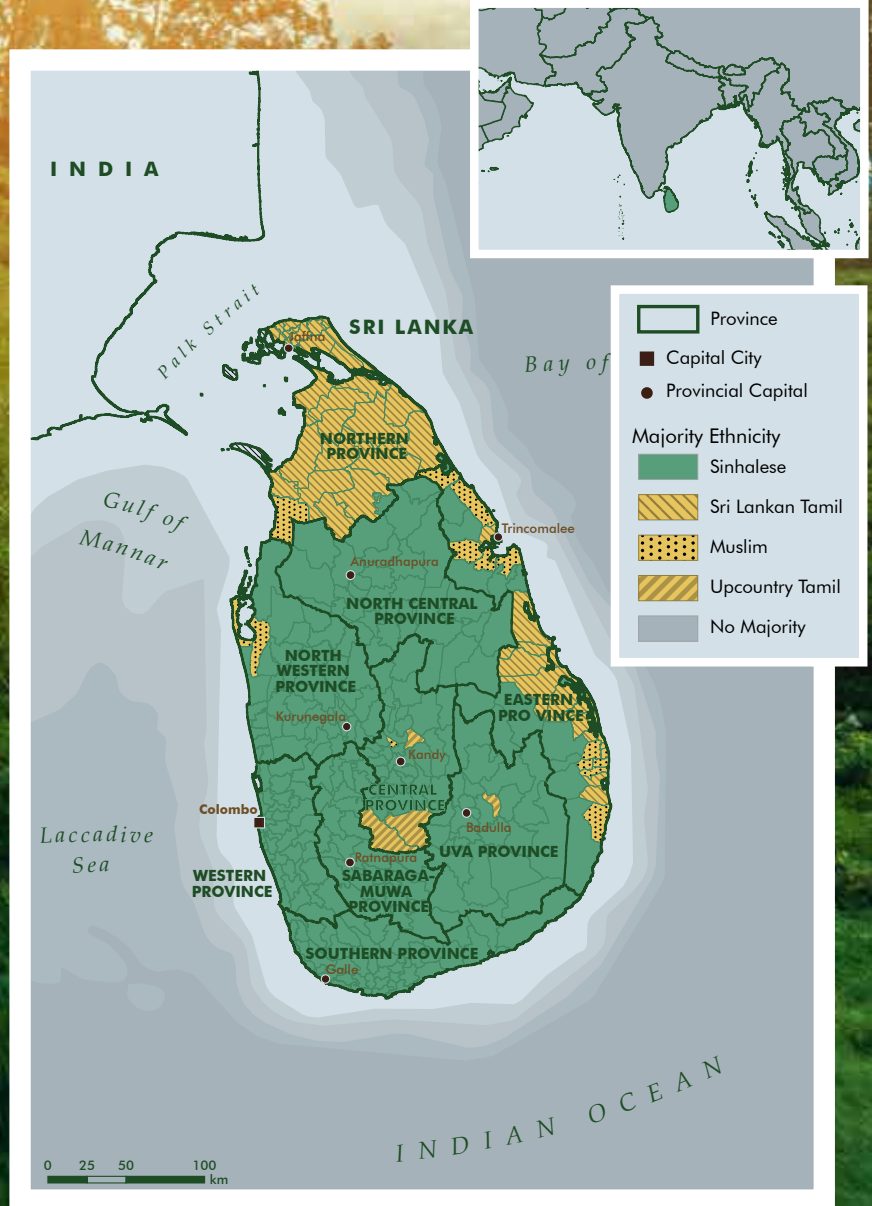 INDIA
Palk Strait
SRI LANKA
Bay of
Jaffna
NORTHERN
PROVINCE
Gulf of
Mannar
Trincomalee
Anuradhapura
NORTH CENTRAL
PROVINCE
NORTH
WESTERN
PROVINCE
EASTERN
PRO VINCE
Kurunegala
Kandy
CENTRAL
PROVINCE
Colombo
Badulla
Laccadive
Sea
UVA PROVINCE
Ratnapura
WESTERN
PROVINCE
SABARAGA-
MUWA
PROVINCE
SOUTHERN PROVINCE
Galle
INDIAN OCEAN
0 25 50 100
km
Province
Capital City
Provincial Capital
Majority Ethnicity
Sinhalese
Sri Lankan Tamil
Muslim
Upcountry Tamil
No Majority